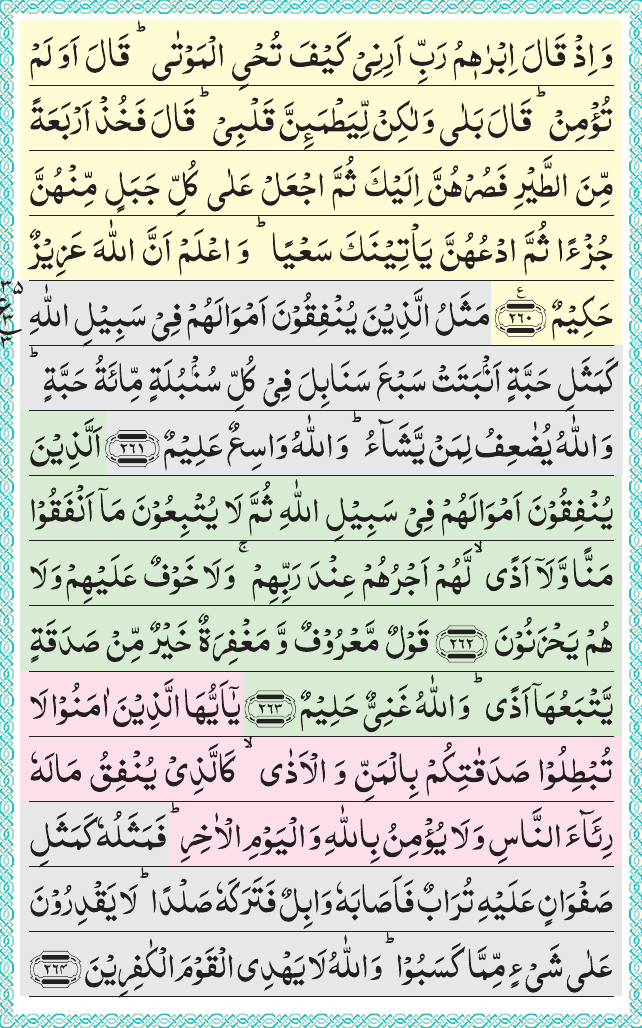 وَاِذْ قَالَ اِبْرٰهٖمُ رَبِّ اَرِنِیْ كَیْفَ تُحْیِ الْمَوْتٰی ؕ قَالَ اَوَ لَمْ
تُؤْمِنْ ؕ قَالَ بَلٰی وَلٰكِنْ لِّیَطْمَىِٕنَّ قَلْبِیْ ؕ قَالَ فَخُذْ اَرْبَعَةً
مِّنَ الطَّیْرِ فَصُرْهُنَّ اِلَیْكَ ثُمَّ اجْعَلْ عَلٰی كُلِّ جَبَلٍ مِّنْهُنَّ
جُزْءًا ثُمَّ ادْعُهُنَّ یَاْتِیْنَكَ سَعْیًا ؕ وَ اعْلَمْ اَنَّ اللّٰهَ عَزِیْزٌ
حَكِیْمٌ ﴿۲۶۰﴾ ع مَثَلُ الَّذِیْنَ یُنْفِقُوْنَ اَمْوَالَهُمْ فِیْ سَبِیْلِ اللّٰهِ
كَمَثَلِ حَبَّةٍ اَنْۢبَتَتْ سَبْعَ سَنَابِلَ فِیْ كُلِّ سُنْۢبُلَةٍ مِّائَةُ حَبَّةٍ ؕ
وَاللّٰهُ یُضٰعِفُ لِمَنْ یَّشَآءُ ؕ وَاللّٰهُ وَاسِعٌ عَلِیْمٌ ﴿۲۶۱﴾ اَلَّذِیْنَ
یُنْفِقُوْنَ اَمْوَالَهُمْ فِیْ سَبِیْلِ اللّٰهِ ثُمَّ لَا یُتْبِعُوْنَ مَاۤ اَنْفَقُوْا
مَنًّا وَّلَاۤ اَذًی ۙ لَّهُمْ اَجْرُهُمْ عِنْدَ رَبِّهِمْ ۚ وَلَا خَوْفٌ عَلَیْهِمْ وَلَا
هُمْ یَحْزَنُوْنَ ﴿۲۶۲﴾ قَوْلٌ مَّعْرُوْفٌ وَّ مَغْفِرَةٌ خَیْرٌ مِّنْ صَدَقَةٍ
یَّتْبَعُهَاۤ اَذًی ؕ وَاللّٰهُ غَنِیٌّ حَلِیْمٌ ﴿۲۶۳﴾ یٰۤاَیُّهَا الَّذِیْنَ اٰمَنُوْا لَا
تُبْطِلُوْا صَدَقٰتِكُمْ بِالْمَنِّ وَ الْاَذٰی ۙ كَالَّذِیْ یُنْفِقُ مَالَهٗ
رِئَآءَ النَّاسِ وَلَا یُؤْمِنُ بِاللّٰهِ وَالْیَوْمِ الْاٰخِرِ ؕ فَمَثَلُهٗ كَمَثَلِ
صَفْوَانٍ عَلَیْهِ تُرَابٌ فَاَصَابَهٗ وَابِلٌ فَتَرَكَهٗ صَلْدًا ؕ لَا یَقْدِرُوْنَ
عَلٰی شَیْءٍ مِّمَّا كَسَبُوْا ؕ وَاللّٰهُ لَا یَهْدِی الْقَوْمَ الْكٰفِرِیْنَ ﴿۲۶۴﴾